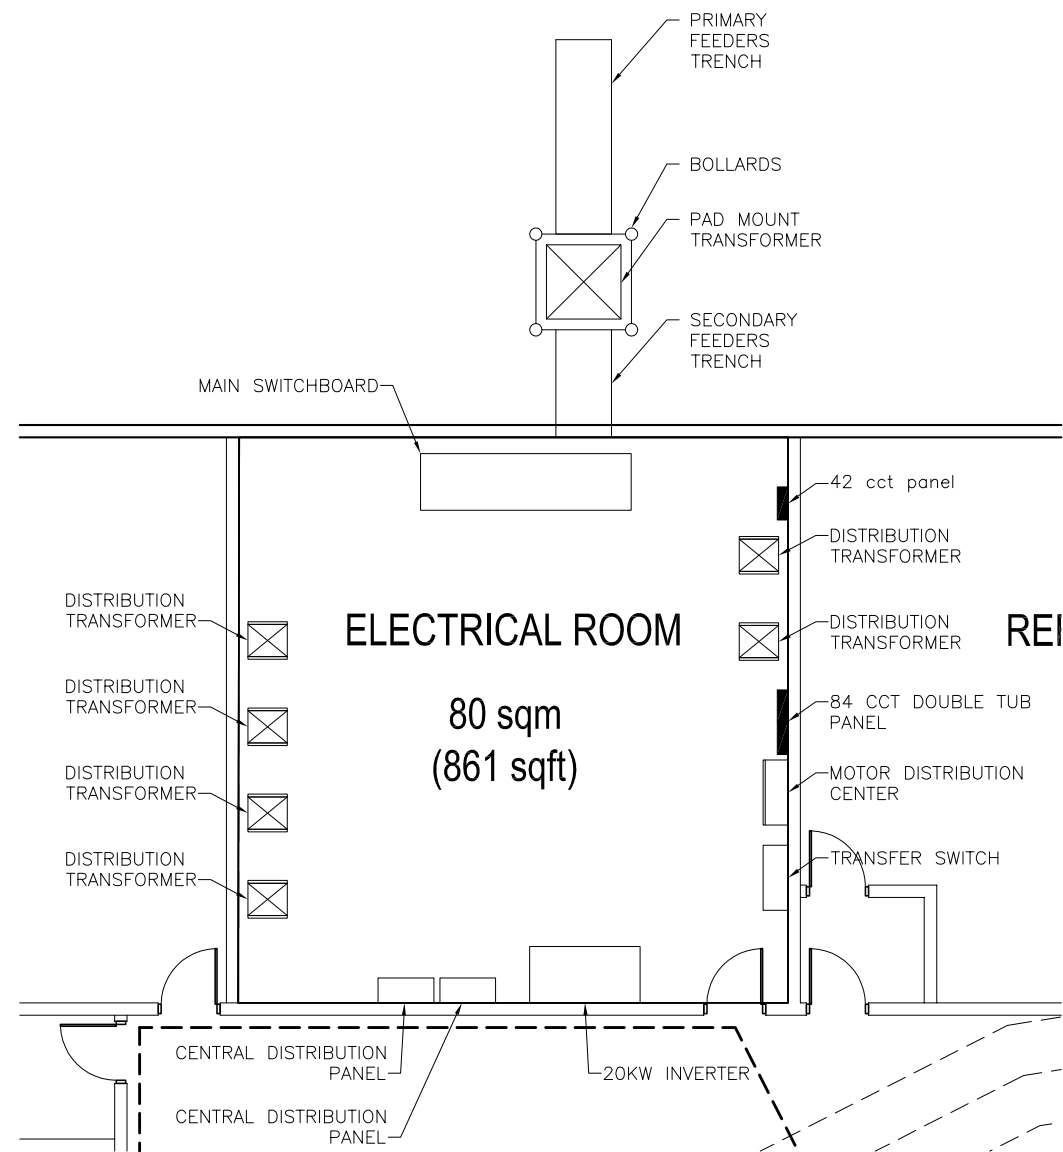 PRIMARY
FEEDERS
TRENCH
BOLLARDS
PAD MOUNT
TRANSFORMER
SECONDARY
FEEDERS
TRENCH
MAIN SWITCHBOARD
42 cct panel
DISTRIBUTION
TRANSFORMER
DISTRIBUTION
TRANSFORMER
ELECTRICAL ROOM
DISTRIBUTION
TRANSFORMER
DISTRIBUTION
TRANSFORMER
80 sqm
(861 sqft)
84 CCT DOUBLE TUB
PANEL
DISTRIBUTION
TRANSFORMER
MOTOR DISTRIBUTION
CENTER
DISTRIBUTION
TRANSFORMER
TRANSFER SWITCH
CENTRAL DISTRIBUTION
PANEL
20KW INVERTER
CENTRAL DISTRIBUTION
PANEL